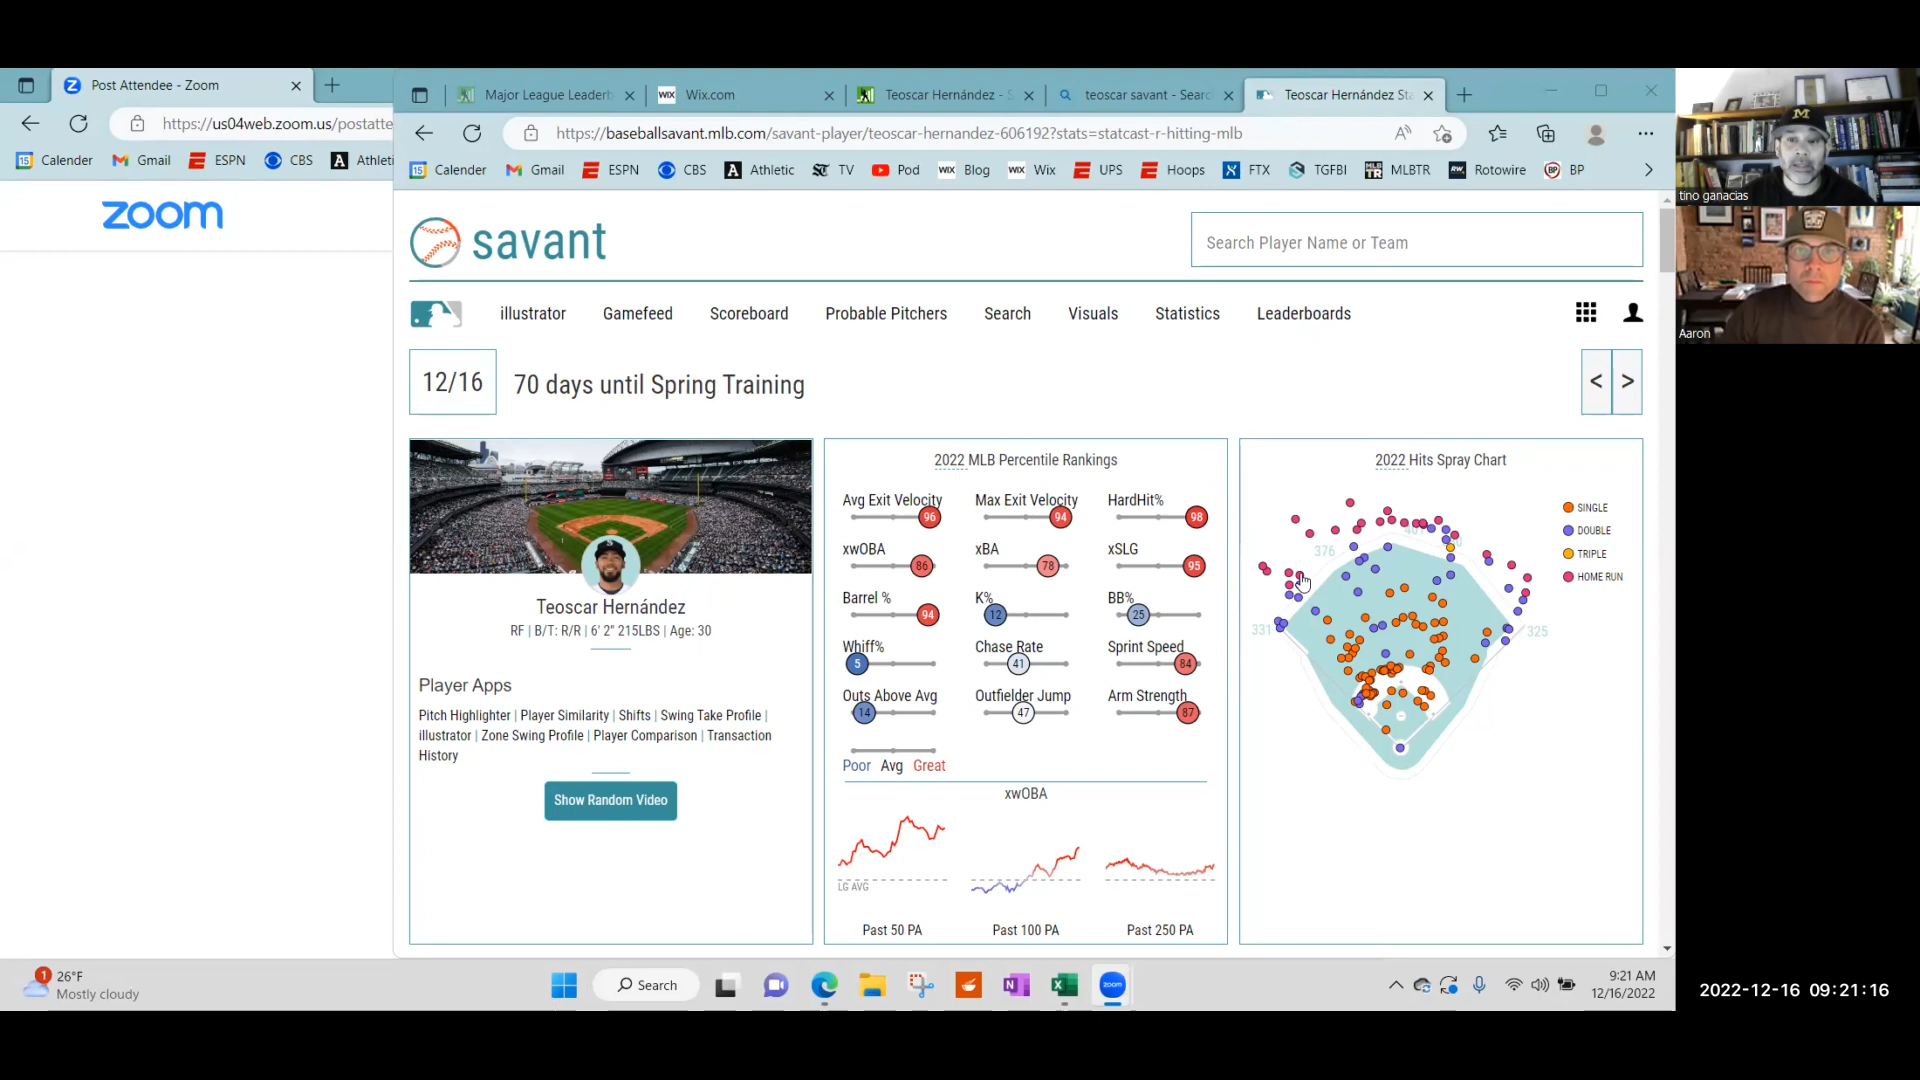 Post Attendee - Zoom
https://us04web.zoom.us/postatte
Calender Gmail ESPN CBS Athleti
zoom
Major League Leaderb
Wix.com
Teoscar Hernández - S
teoscar savant - Searc
Teoscar Hernández Sta
https://baseballsavant.mlb.com/savant-player/teoscar-hernandez-606192?stats=statcast-r-hitting-mlb
Calender Gmail ESPN CBS Athletic TV Pod Blog Wix UPS Hoops FTX TGFBI MLBTR Rotowire BP
savant
Search Player Name or Team
illustrator Gamefeed Scoreboard Probable Pitchers Search Visuals Statistics Leaderboards
12/16
70 days until Spring Training
< >
Teoscar Hernández
RF | B/T: R/R | 6' 2" 215LBS | Age: 30
Player Apps
Pitch Highlighter | Player Similarity | Shifts | Swing Take Profile |
illustrator | Zone Swing Profile | Player Comparison | Transaction
History
Show Random Video
2022 MLB Percentile Rankings
Avg Exit Velocity Max Exit Velocity HardHit%
96 94 98
xwOBA xBA xSLG
86 78 95
Barrel % K% BB%
94 12 25
Whiff% Chase Rate Sprint Speed
5 41 84
Outs Above Avg Outfielder Jump Arm Strength
14 47 87
Poor Avg Great
xwOBA
LG AVG
Past 50 PA Past 100 PA Past 250 PA
2022 Hits Spray Chart
SINGLE
DOUBLE
TRIPLE
HOME RUN
376
331
325
tino ganacias
Aaron
1
26°F
Mostly cloudy
Search
zoom
9:21 AM
12/16/2022
2022-12-16 09:21:16